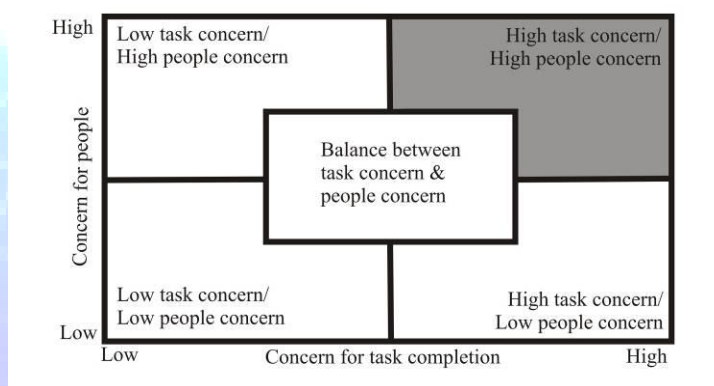 High
Low task concern/
High people concern
High task concern/
High people concern
Concern for people
Balance between
task concern &
people concern
Low task concern/
Low people concern
High task concern/
Low people concern
Low
Low
Concern for task completion
High